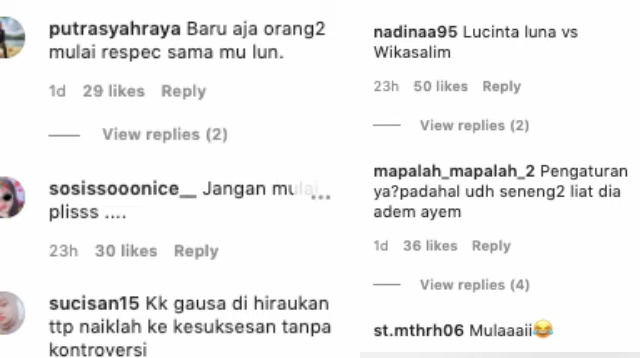 putrasyahraya Baru aja orang2
mulai respec sama mu lun.
1d 29 likes Reply
View replies (2)
sosissooonice__ Jangan mulai
plisss ....
23h 30 likes Reply
sucisan15 Kk gausa di hiraukan
ttp naiklah ke kesuksesan tanpa
kontroversi
nadinaa95 Lucinta luna vs
Wikasalim
23h 50 likes Reply
View replies (2)
mapalah_mapalah_2 Pengaturan
ya?padahal udh seneng2 liat dia
adem ayem
1d 36 likes Reply
View replies (4)
st.mthrh06 Mulaaaii😂